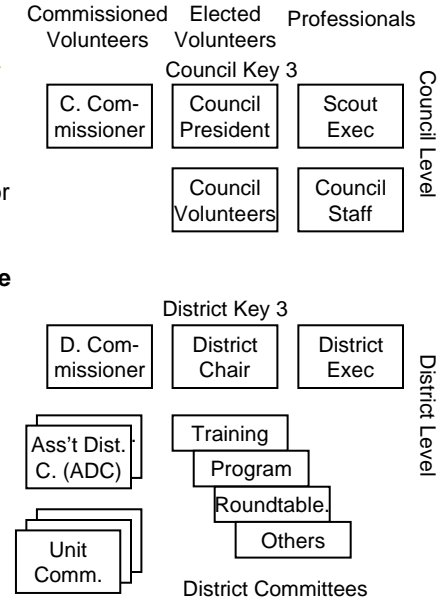 Commissioned Elected Professionals
Volunteers Volunteers
Council Key 3
C. Com- Council Scout
missioner President Exec
Council Level
or
Council Council
Volunteers Staff
e
District Key 3
D. Com- District District
missioner Chair Exec
District Level
Ass't Dist. .
C. (ADC)
Training
Program
Roundtable.
Others
Unit
Comm.
District Committees